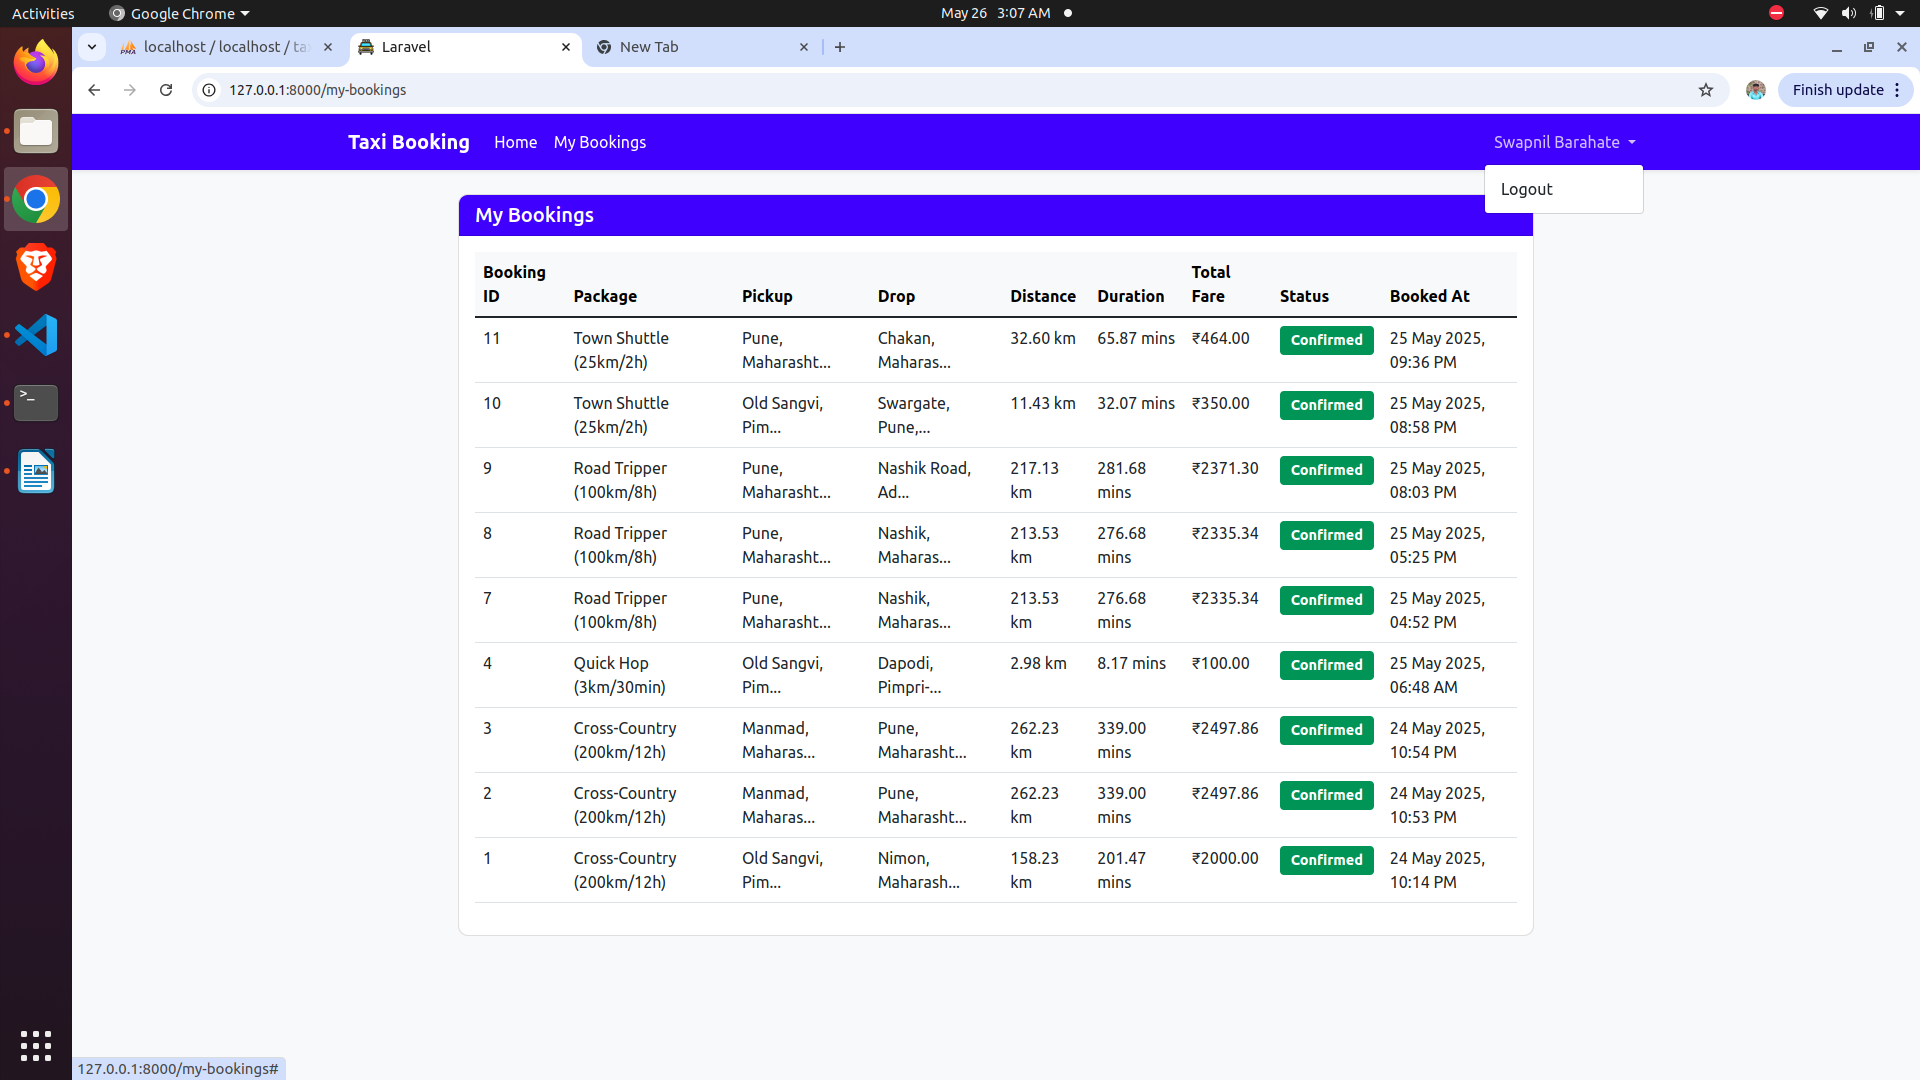 Activities
Google Chrome
May 26 3:07 AM
localhost / localhost / ta
Laravel
New Tab
127.0.0.1:8000/my-bookings
Finish update
Taxi Booking
Home
My Bookings
Swapnil Barahate
Logout
My Bookings
Booking ID Package Pickup Drop Distance Duration Total Fare Status Booked At
11 Town Shuttle (25km/2h) Pune, Maharasht... Chakan, Maharas... 32.60 km 65.87 mins ₹464.00 Confirmed 25 May 2025, 09:36 PM
10 Town Shuttle (25km/2h) Old Sangvi, Pim... Swargate, Pune,... 11.43 km 32.07 mins ₹350.00 Confirmed 25 May 2025, 08:58 PM
9 Road Tripper (100km/8h) Pune, Maharasht... Nashik Road, Ad... 217.13 km 281.68 mins ₹2371.30 Confirmed 25 May 2025, 08:03 PM
8 Road Tripper (100km/8h) Pune, Maharasht... Nashik, Maharas... 213.53 km 276.68 mins ₹2335.34 Confirmed 25 May 2025, 05:25 PM
7 Road Tripper (100km/8h) Pune, Maharasht... Nashik, Maharas... 213.53 km 276.68 mins ₹2335.34 Confirmed 25 May 2025, 04:52 PM
4 Quick Hop (3km/30min) Old Sangvi, Pim... Dapodi, Pimpri-... 2.98 km 8.17 mins ₹100.00 Confirmed 25 May 2025, 06:48 AM
3 Cross-Country (200km/12h) Manmad, Maharas... Pune, Maharasht... 262.23 km 339.00 mins ₹2497.86 Confirmed 24 May 2025, 10:54 PM
2 Cross-Country (200km/12h) Manmad, Maharas... Pune, Maharasht... 262.23 km 339.00 mins ₹2497.86 Confirmed 24 May 2025, 10:53 PM
1 Cross-Country (200km/12h) Old Sangvi, Pim... Nimon, Maharash... 158.23 km 201.47 mins ₹2000.00 Confirmed 24 May 2025, 10:14 PM
127.0.0.1:8000/my-bookings#